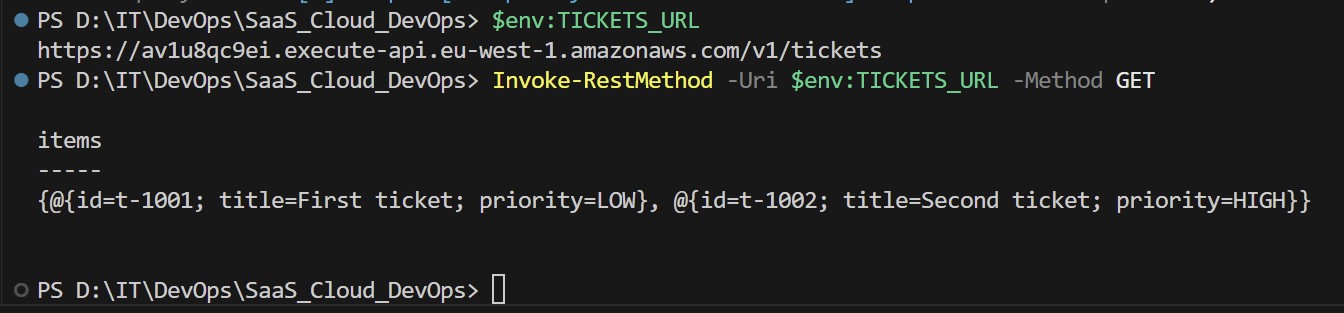 PS D:\IT\DevOps\SaaS_Cloud_DevOps> $env:TICKETS_URL
https://av1u8qc9ei.execute-api.eu-west-1.amazonaws.com/v1/tickets
PS D:\IT\DevOps\SaaS_Cloud_DevOps> Invoke-RestMethod -Uri $env:TICKETS_URL -Method GET
items
-----
{@{id=t-1001; title=First ticket; priority=LOW}, @{id=t-1002; title=Second ticket; priority=HIGH}}
PS D:\IT\DevOps\SaaS_Cloud_DevOps>